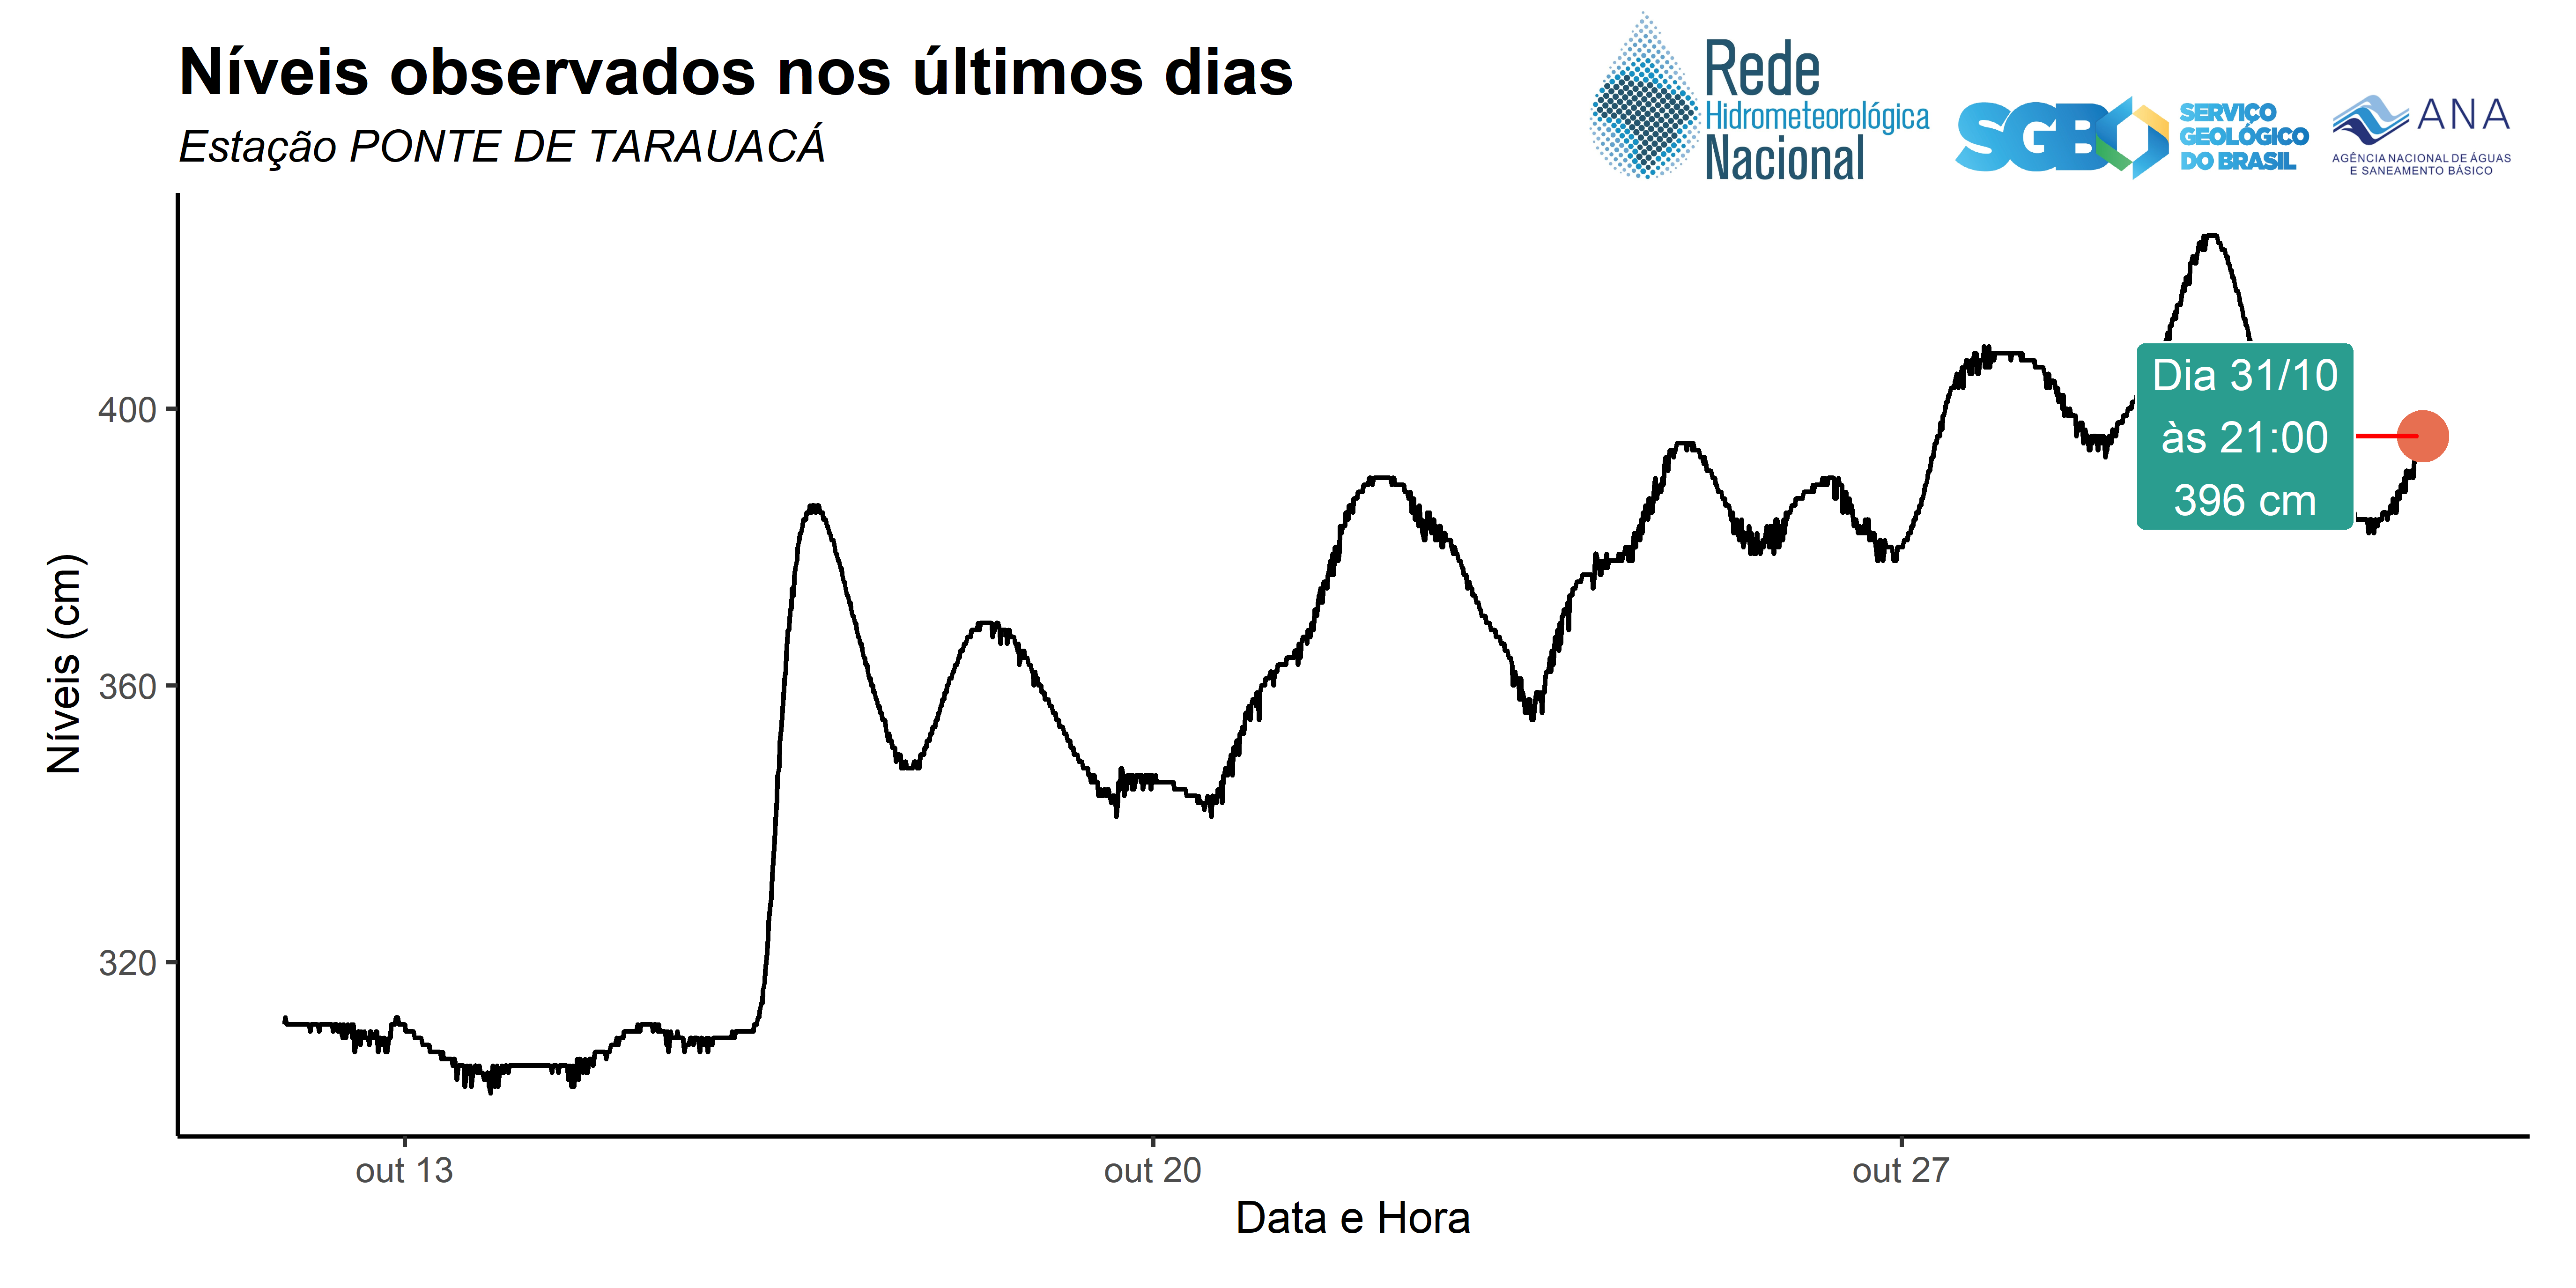 Níveis observados nos últimos dias
Estação PONTE DE TARAUACÁ
Rede
Hidrometeorológica
Nacional
SGB
SERVIÇO
GEOLÓGICO
DO BRASIL
ANA
AGÊNCIA NACIONAL DE ÁGUAS
E SANEAMENTO BÁSICO
Níveis (cm)
400
360
320
Dia 31/10
às 21:00
396 cm
out 13
out 20
out 27
Data e Hora